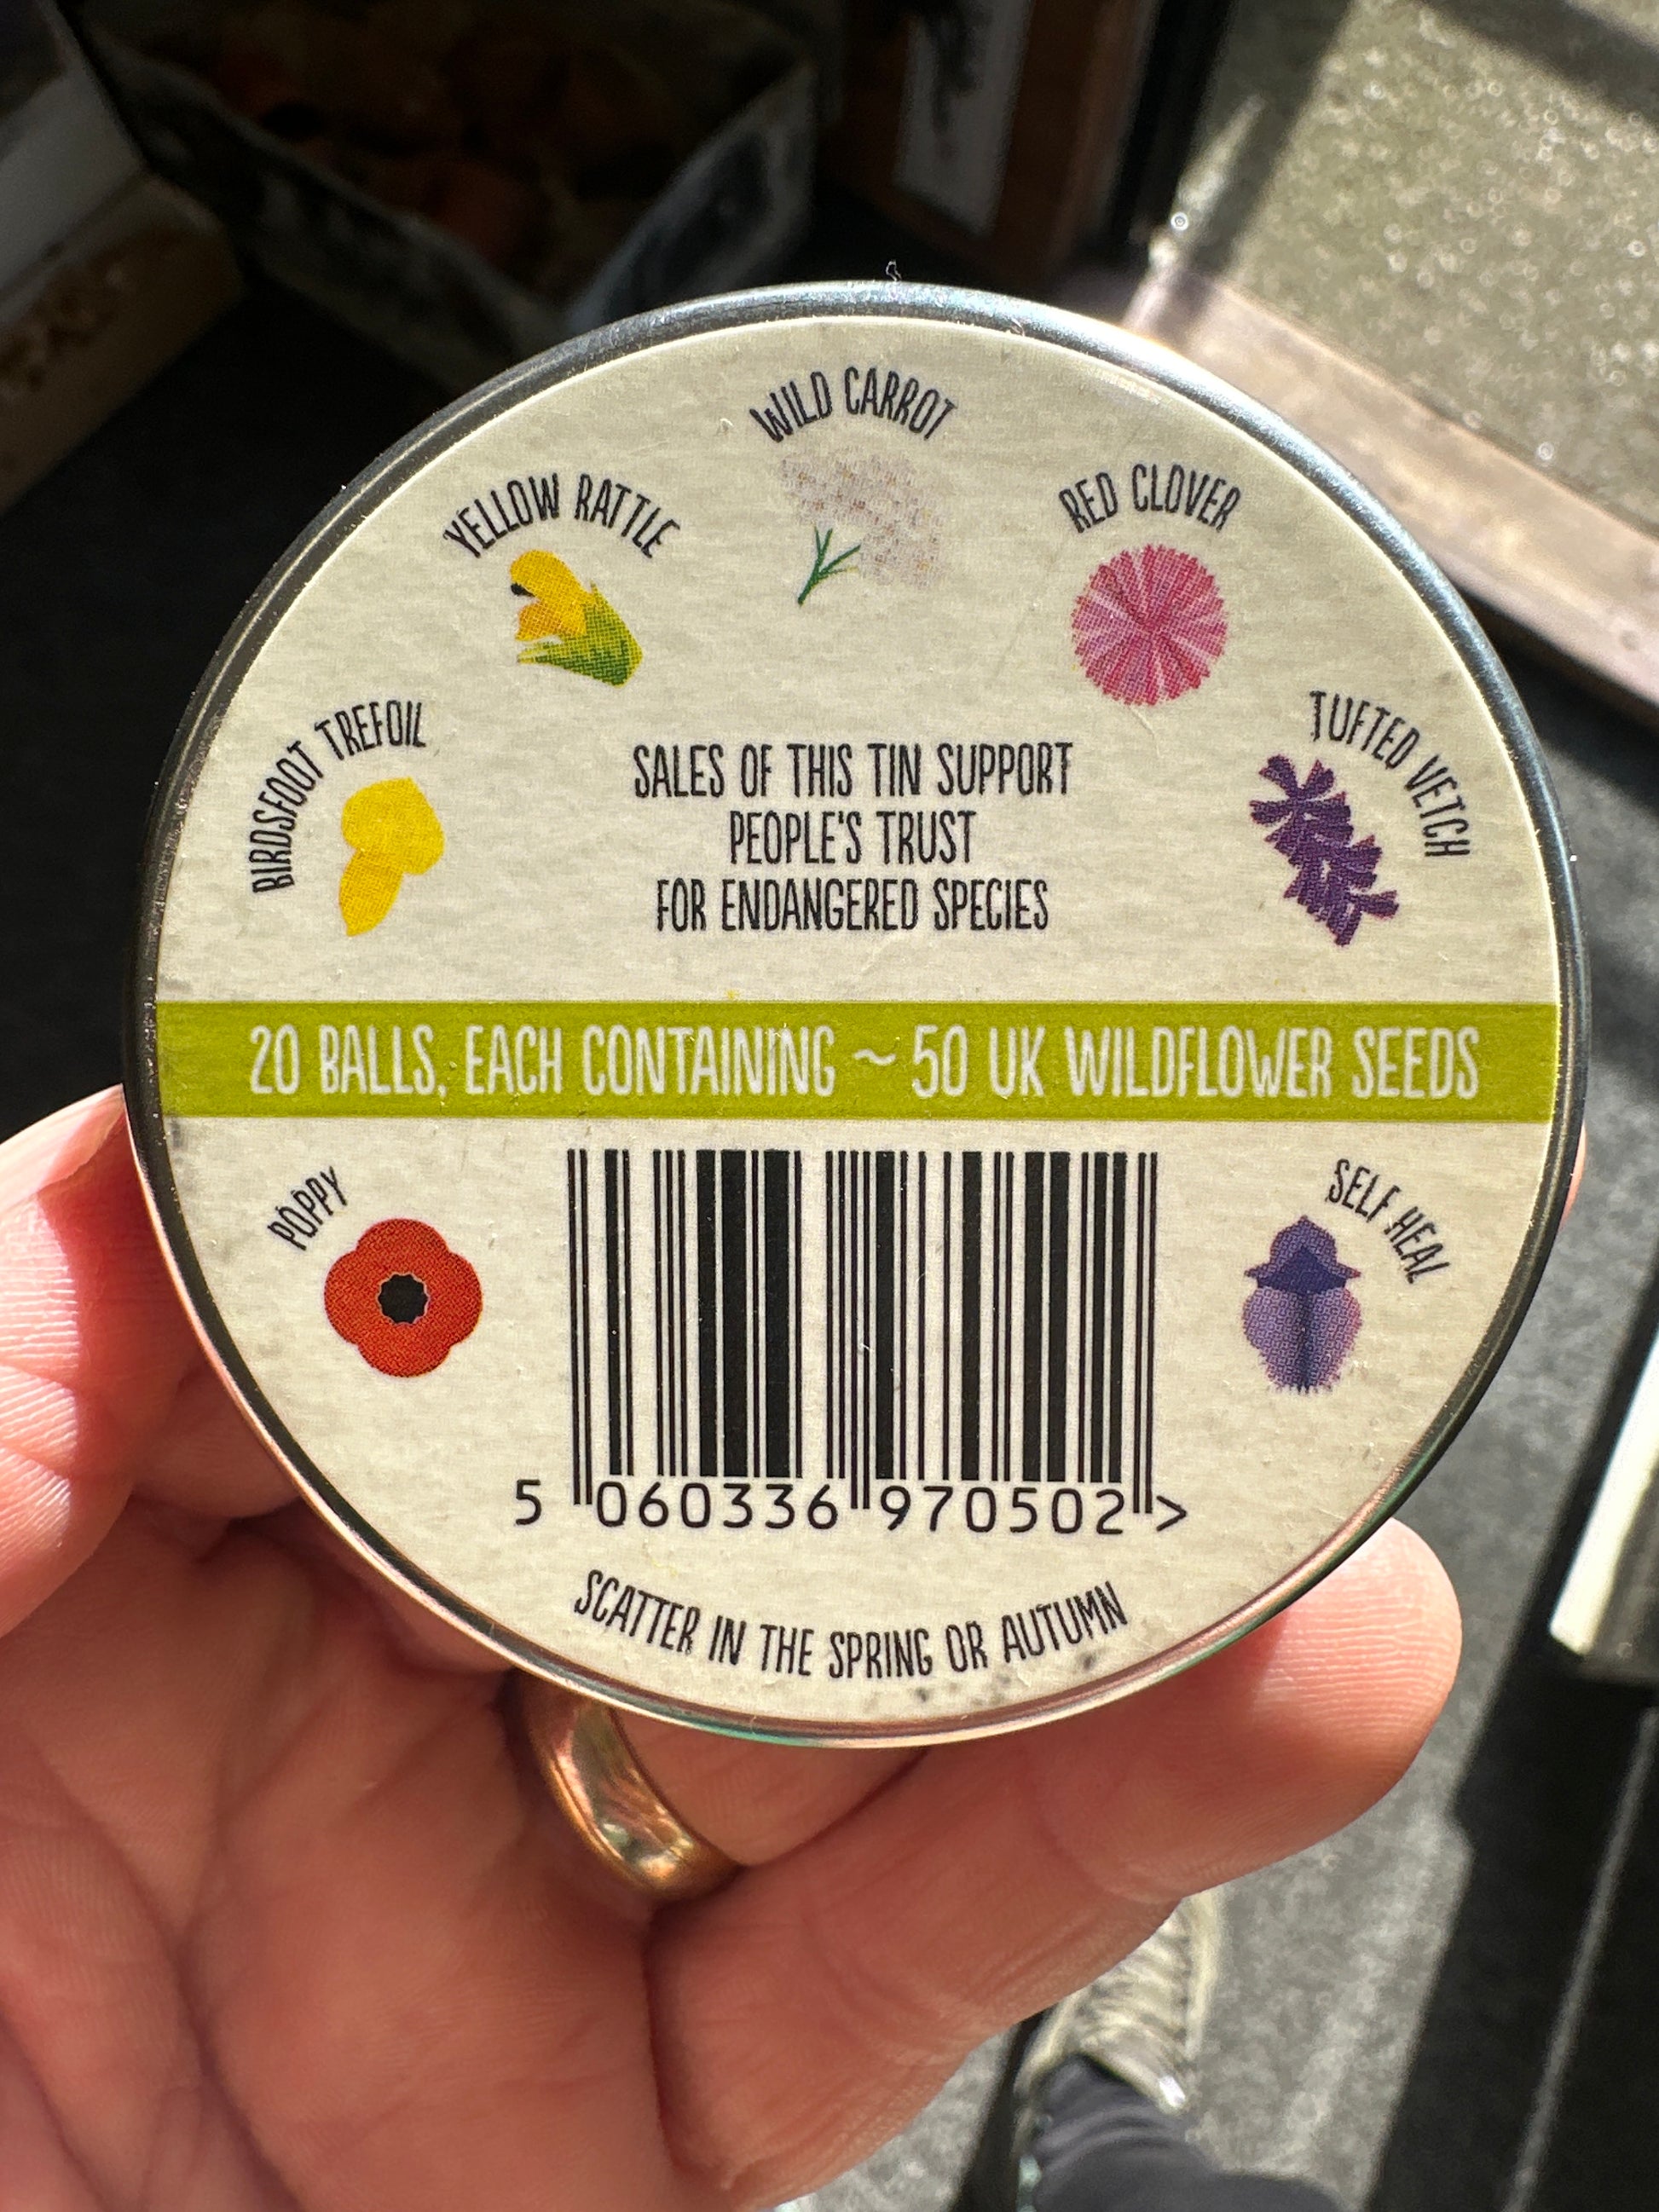 WILD CARROT
YELLOW RATTLE
RED CLOVER
BIRDSFOOT TREFOIL
TUFTED VETCH
SALES OF THIS TIN SUPPORT
PEOPLE'S TRUST
FOR ENDANGERED SPECIES
20 BALLS, EACH CONTAINING ~ 50 UK WILDFLOWER SEEDS
POPPY
SELF HEAL
5 060336 970502 >
SCATTER IN THE SPRING OR AUTUMN